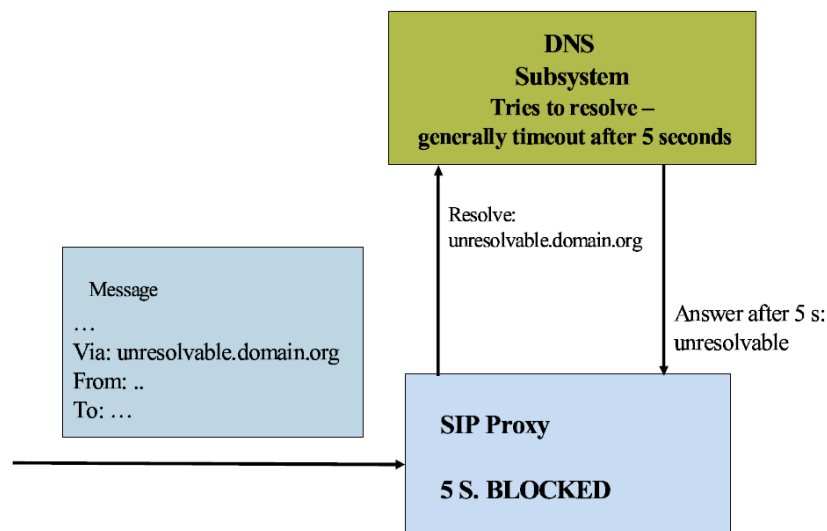 DNS
Subsystem
Tries to resolve –
generally timeout after 5 seconds
Resolve:
unresolvable.domain.org
Message
…
Via: unresolvable.domain.org
From: ..
To: …
Answer after 5 s:
unresolvable
SIP Proxy
5 S. BLOCKED